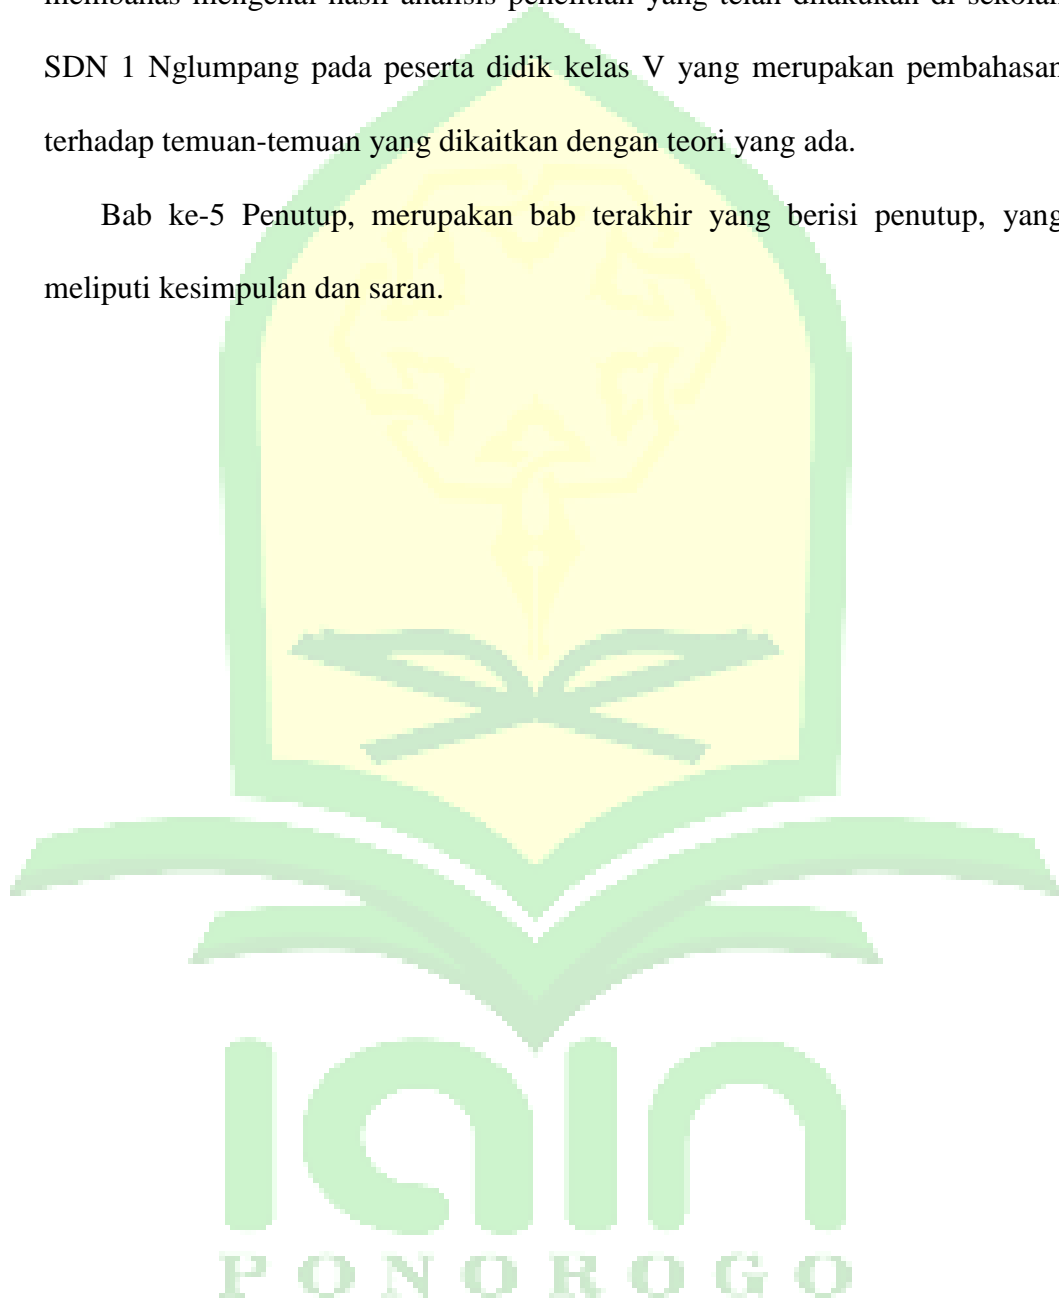 membahas mengenai hasil analisis penelitian yang telah dilakukan di sekolah
SDN 1 Nglumpang pada peserta didik kelas V yang merupakan pembahasan
terhadap temuan-temuan yang dikaitkan dengan teori yang ada.
Bab ke-5 Penutup, merupakan bab terakhir yang berisi penutup, yang
meliputi kesimpulan dan saran.
iain
PONOROGO